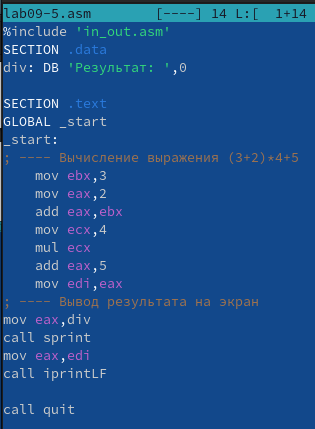 lab09-5.asm [----] 14 L:[ 1+14
%include 'in_out.asm'
SECTION .data
div: DB 'Результат: ',0
SECTION .text
GLOBAL _start
_start:
; ---- Вычисление выражения (3+2)*4+5
mov ebx,3
mov eax,2
add eax,ebx
mov ecx,4
mul ecx
add eax,5
mov edi,eax
; ---- Вывод результата на экран
mov eax,div
call sprint
mov eax,edi
call iprintLF
call quit